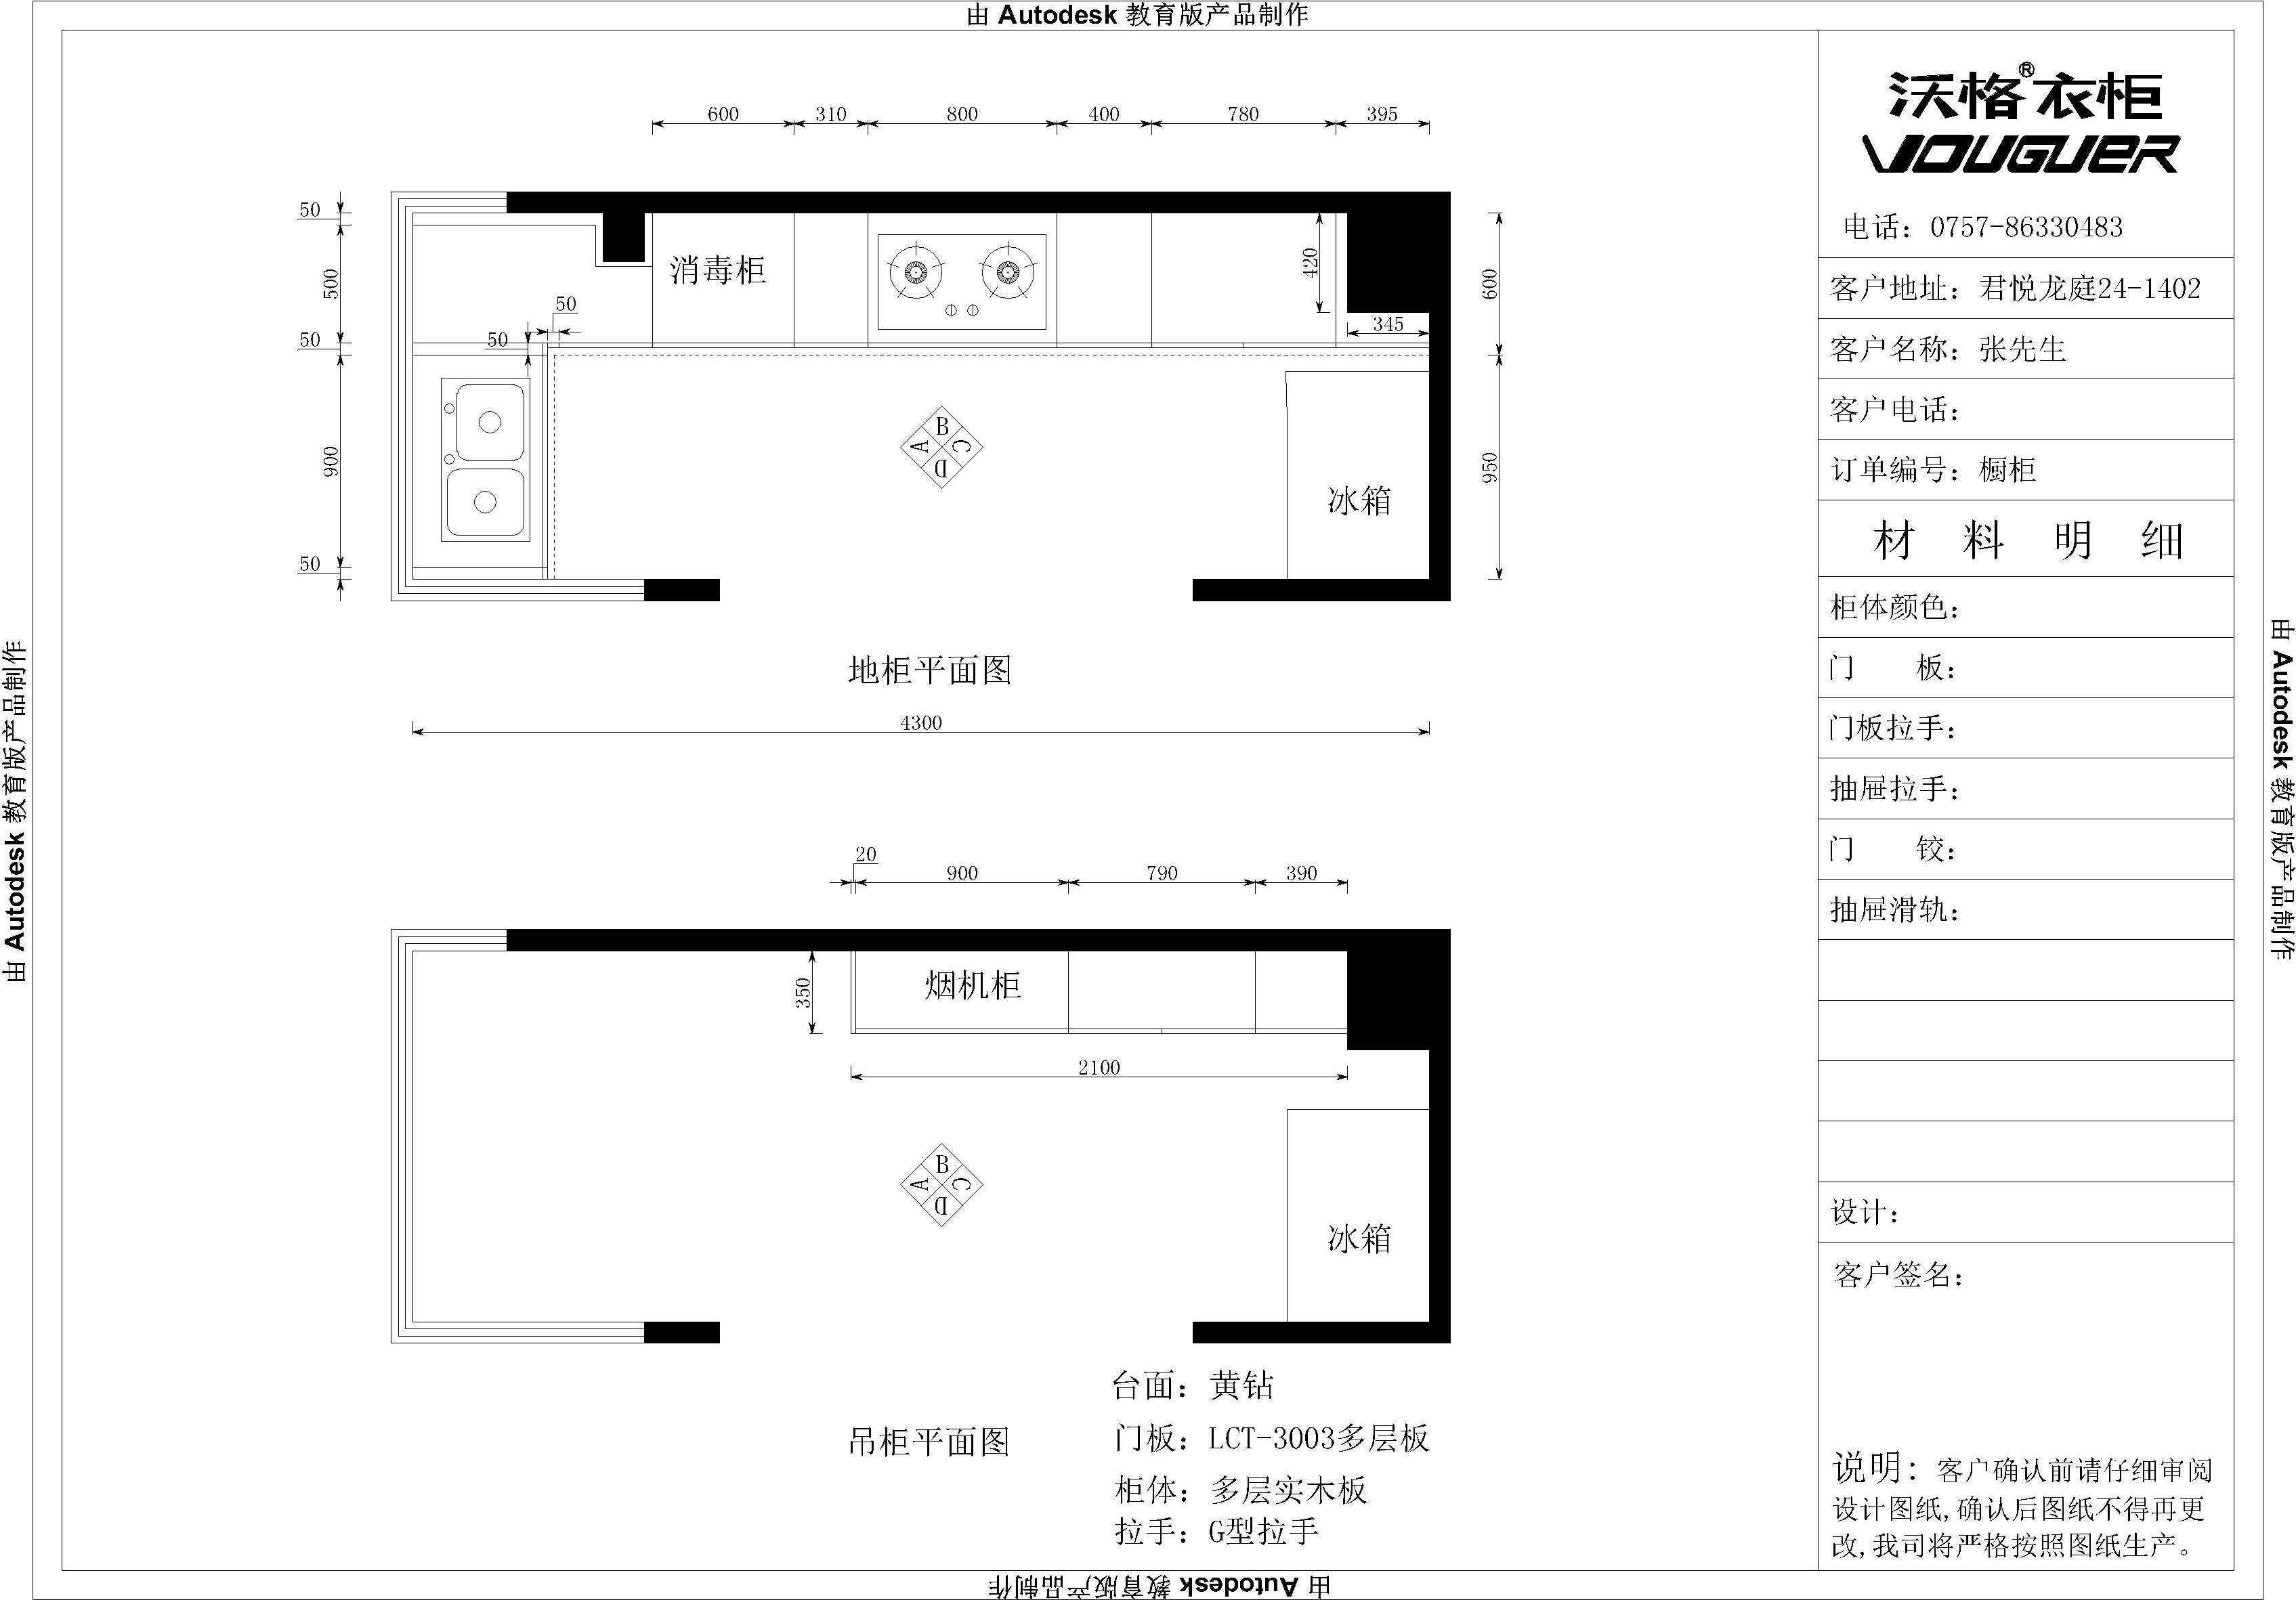 由 Autodesk 教育版产品制作
沃格®衣柜
VOUGUER
电话：0757-86330483
客户地址：君悦龙庭24-1402
客户名称：张先生
客户电话：
订单编号：橱柜
材 料 明 细
柜体颜色：
门 板：
门板拉手：
抽屉拉手：
门 铰：
抽屉滑轨：
设计：
客户签名：
说明：客户确认前请仔细审阅
设计图纸,确认后图纸不得再更
改,我司将严格按照图纸生产。
600 310 800 400 780 395
50
500
50
900
50
50
50
消毒柜
420
345
600
950
B
A C
D
冰箱
地柜平面图
4300
20
900 790 390
350
烟机柜
2100
B
A C
D
冰箱
吊柜平面图
台面：黄钻
门板：LCT-3003多层板
柜体：多层实木板
拉手：G型拉手
由 Autodesk 教育版产品制作
由 Autodesk 教育版产品制作
由 Autodesk 教育版产品制作